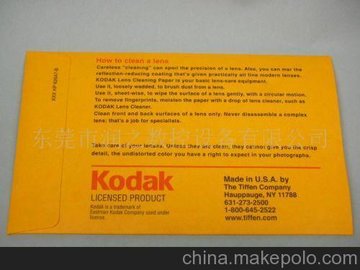 How to clean a lens
Careless "cleaning" can spoil the precision of a lens. Also, you can mar the
reflection-reducing coating that's given practically all fine modern lenses.
Kodak Lens Cleaning Paper is your basic lens-care equipment.
Use it, loosely wadded, to brush dust from a lens.
Use it, sheet-wise, to wipe the surface of a lens gently, with a circular motion.
To remove fingerprints, moisten the paper with a drop of lens cleaner, such as
KODAK Lens Cleaner.
Clean front and back surfaces of a lens only. Never disassemble a complex
lens, that's a job for specialists.
Take care of your lenses. Unless they are clean, they cannot give you the crisp
detail, the undistorted color you have a right to expect in your photographs.
Kodak
LICENSED PRODUCT
Kodak is a trademark of
Eastman Kodak Company used under
license.
Made in U.S.A. by
The Tiffen Company
Hauppauge, NY 11788
631-273-2500
1-800-645-2522
www.tiffen.com
china.makepolo.com